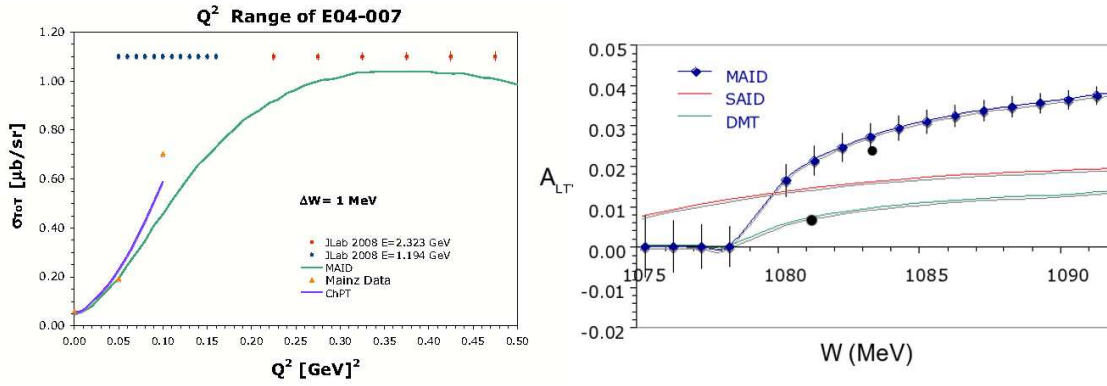 Q² Range of E04-007
1.20
1.00
0.80
0.60
0.40
0.20
0.00
σToT [μb/sr]
ΔW= 1 MeV
JLab 2008 E=2.323 GeV
JLab 2008 E=1.194 GeV
MAID
Mainz Data
ChPT
0.00 0.05 0.10 0.15 0.20 0.25 0.30 0.35 0.40 0.45 0.50
Q² [GeV]²
0.05
0.04
0.03
0.02
0.01
0.00
-0.01
-0.02
A_LT'
MAID
SAID
DMT
1075 1080 1085 1090
W (MeV)